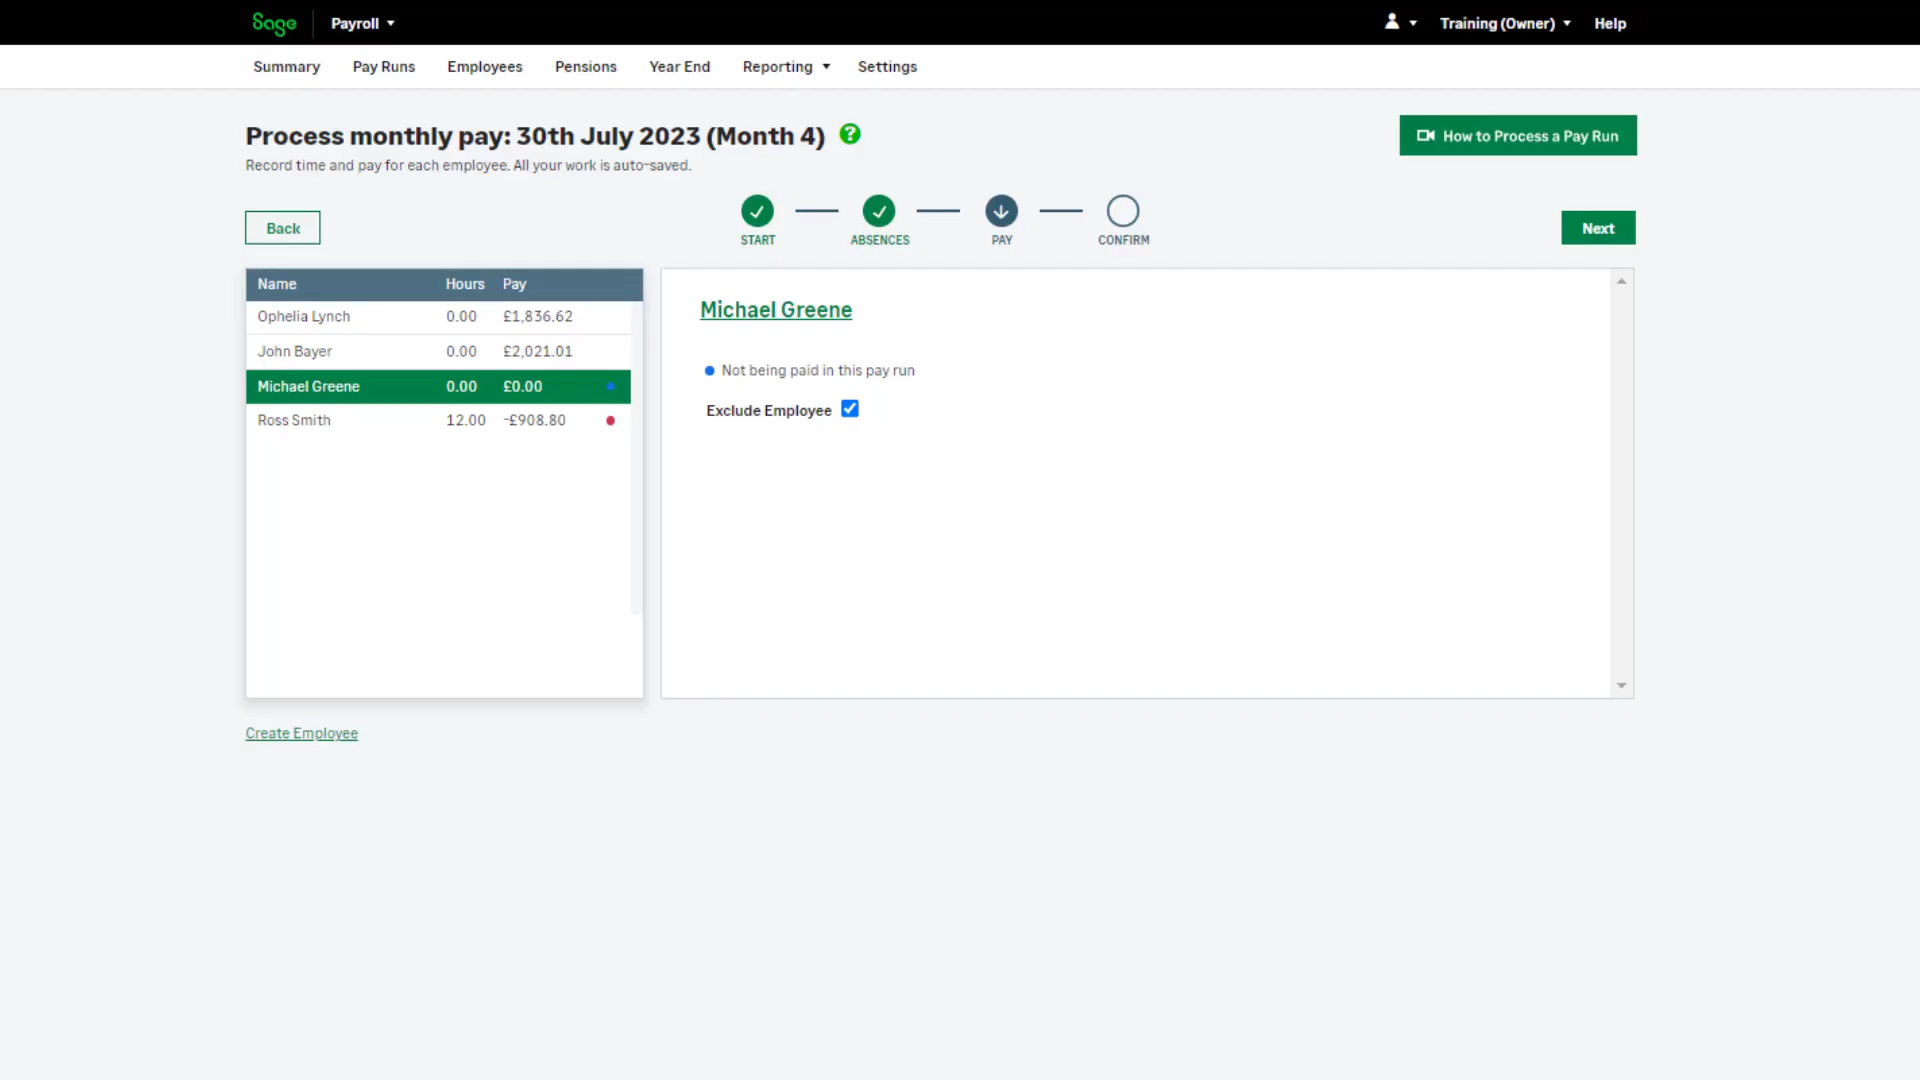 Sage Payroll Training (Owner) Help
Summary Pay Runs Employees Pensions Year End Reporting Settings
Process monthly pay: 30th July 2023 (Month 4) ?
How to Process a Pay Run
Record time and pay for each employee. All your work is auto-saved.
Back
START ABSENCES PAY CONFIRM
Next
Name Hours Pay
Ophelia Lynch 0.00 £1,836.62
John Bayer 0.00 £2,021.01
Michael Greene 0.00 £0.00
Ross Smith 12.00 -£908.80
Michael Greene
Not being paid in this pay run
Exclude Employee
Create Employee